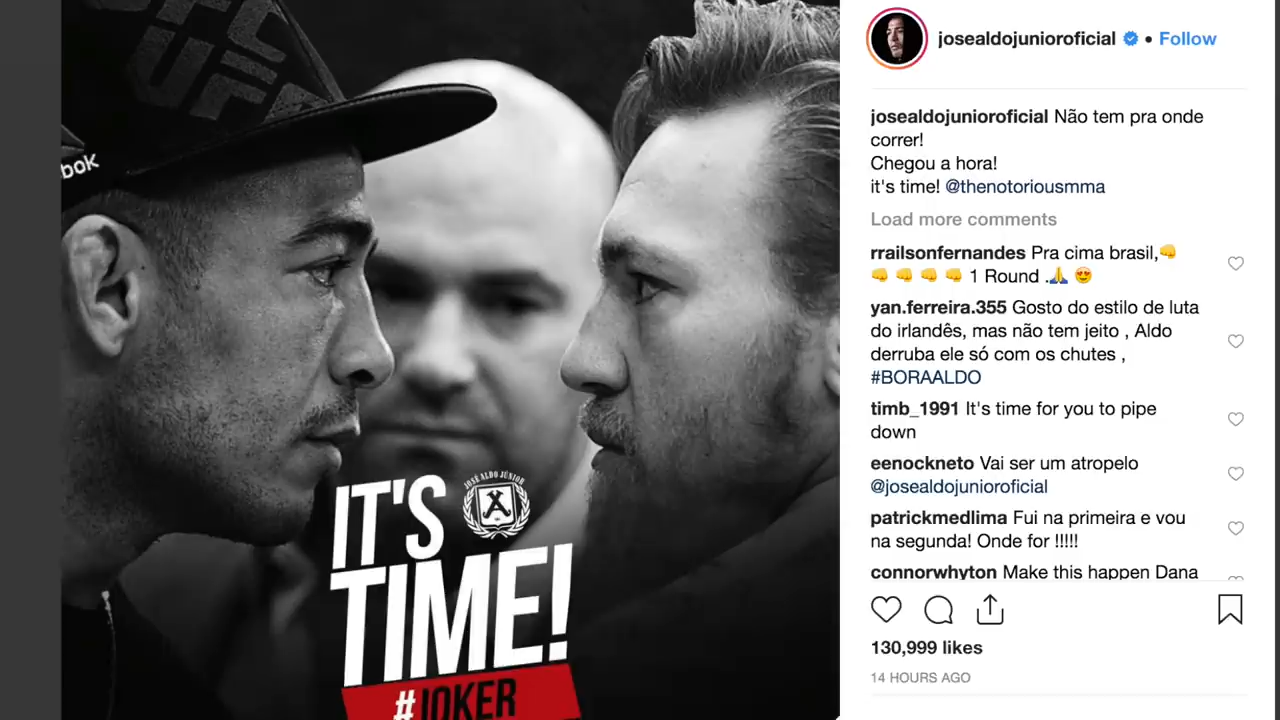 UFC
UFC
bok
IT'S
JOSÉ ALDO JÚNIOR
TIME!
#JOKER
josealdojunioroficial • Follow
josealdojunioroficial Não tem pra onde
correr!
Chegou a hora!
it's time! @thenotoriousmma
Load more comments
rrailsonfernandes Pra cima brasil,👊
👊 👊 👊 👊 1 Round .🙏 😍
yan.ferreira.355 Gosto do estilo de luta
do irlandês, mas não tem jeito , Aldo
derruba ele só com os chutes ,
#BORAALDO
timb_1991 It's time for you to pipe
down
eenockneto Vai ser um atropelo
@josealdojunioroficial
patrickmedlima Fui na primeira e vou
na segunda! Onde for !!!!!
connorwhyton Make this happen Dana
130,999 likes
14 HOURS AGO